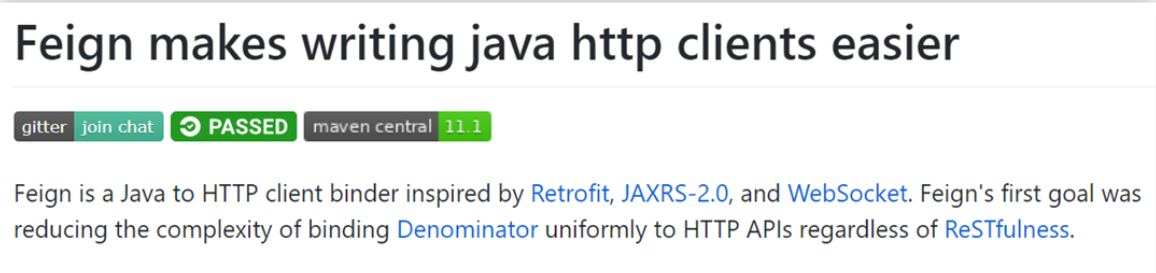 Feign makes writing java http clients easier
gitter join chat PASSED maven central 11.1
Feign is a Java to HTTP client binder inspired by Retrofit, JAXRS-2.0, and WebSocket. Feign's first goal was
reducing the complexity of binding Denominator uniformly to HTTP APIs regardless of ReSTfulness.